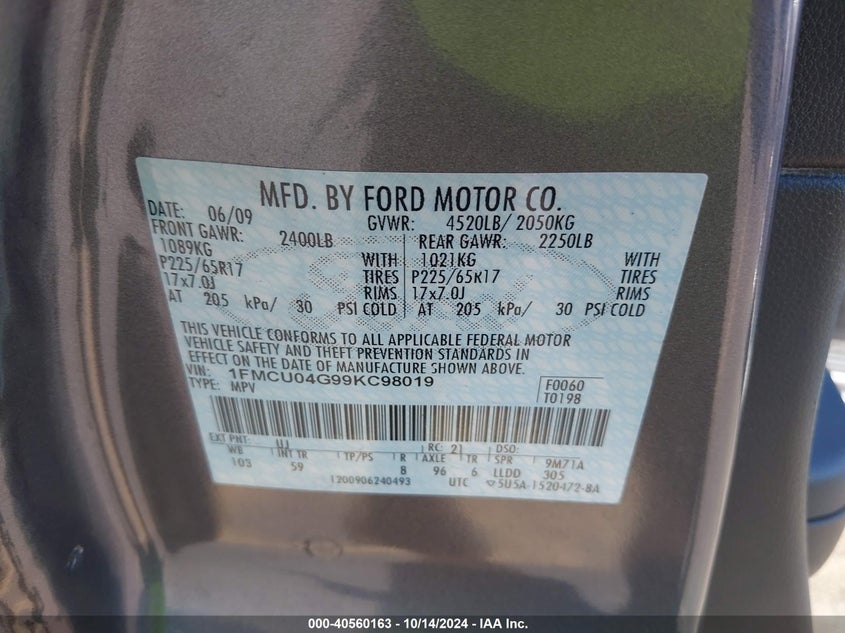 MFD. BY FORD MOTOR CO.
DATE: 06/09 GVWR: 4520LB/ 2050KG
FRONT GAWR: 2400LB REAR GAWR: 2250LB
1089KG WITH 1021KG WITH
P225/65R17 TIRES P225/65R17 TIRES
17x7.0J RIMS 17x7.0J RIMS
AT 205 kPa/ 30 PSI COLD AT 205 kPa/ 30 PSI COLD
THIS VEHICLE CONFORMS TO ALL APPLICABLE FEDERAL MOTOR
VEHICLE SAFETY AND THEFT PREVENTION STANDARDS IN
EFFECT ON THE DATE OF MANUFACTURE SHOWN ABOVE.
VIN: 1FMCU04G99KC98019 F0060
TYPE: MPV T0198
EXT PNT: UJ RC: 21 DSO:
WB INT TR TP/PS R AXLE TR SPR 9M71A
103 59 8 96 6 LLDD 305
1200906240493 UTC ▽5U5A-1520472-8A
000-40560163 - 10/14/2024 - IAA Inc.